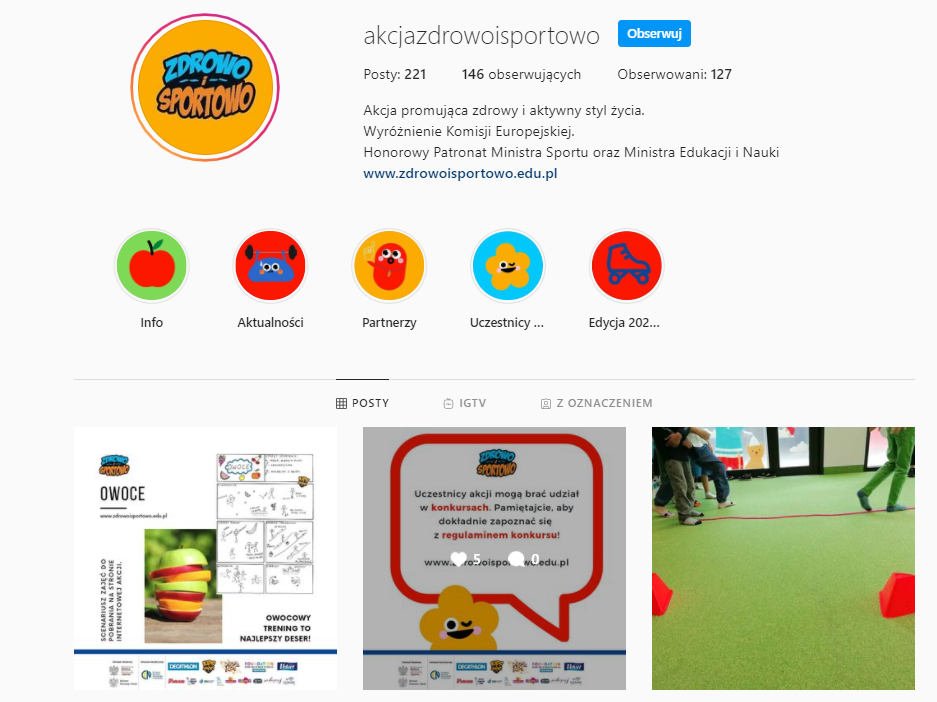 ZDROWO
i
SPORTOWO
akcjazdrowoisportowo
Obserwuj
Posty: 221 146 obserwujących Obserwowani: 127
Akcja promująca zdrowy i aktywny styl życia.
Wyróżnienie Komisji Europejskiej.
Honorowy Patronat Ministra Sportu oraz Ministra Edukacji i Nauki
www.zdrowoisportowo.edu.pl
Info Aktualności Partnerzy Uczestnicy ... Edycja 202...
POSTY IGTV Z OZNACZENIEM
ZDROWO
SPORTOWO
OWOCE
www.zdrowoisportowo.edu.pl
OWOCE
SCENARIUSZ ZAJĘĆ DO
POBRANIA NA STRONIE
INTERNETOWEJ AKCJI.
OWOCOWY
TRENING TO
NAJLEPSZY DESER!
DECATHLON
ZDROWO
SPORTOWO
Uczestnicy akcji mogą brać udział
w konkursach. Pamiętajcie, aby
dokładnie zapoznać się
z regulaminem konkursu!
5 0
www.zdrowoisportowo.edu.pl
DECATHLON